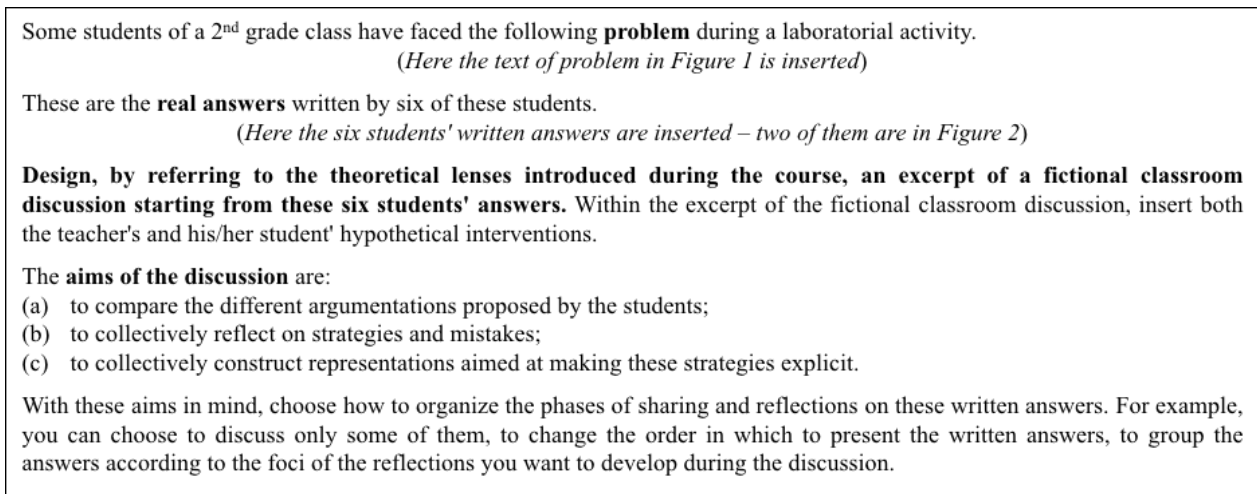 Some students of a 2nd grade class have faced the following problem during a laboratorial activity.
(Here the text of problem in Figure 1 is inserted)
These are the real answers written by six of these students.
(Here the six students' written answers are inserted – two of them are in Figure 2)
Design, by referring to the theoretical lenses introduced during the course, an excerpt of a fictional classroom
discussion starting from these six students' answers. Within the excerpt of the fictional classroom discussion, insert both
the teacher's and his/her student' hypothetical interventions.
The aims of the discussion are:
(a) to compare the different argumentations proposed by the students;
(b) to collectively reflect on strategies and mistakes;
(c) to collectively construct representations aimed at making these strategies explicit.
With these aims in mind, choose how to organize the phases of sharing and reflections on these written answers. For example,
you can choose to discuss only some of them, to change the order in which to present the written answers, to group the
answers according to the foci of the reflections you want to develop during the discussion.